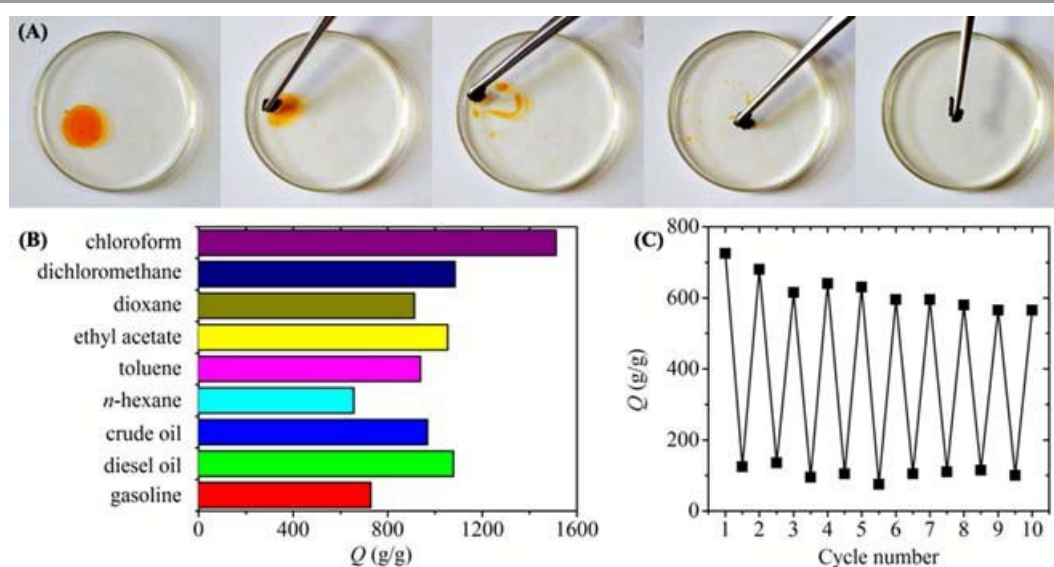 (A)
(B)
chloroform
dichloromethane
dioxane
ethyl acetate
toluene
n-hexane
crude oil
diesel oil
gasoline
0 400 800 1200 1600
Q (g/g)
(C)
800
600
400
200
0
Q (g/g)
1 2 3 4 5 6 7 8 9 10
Cycle number